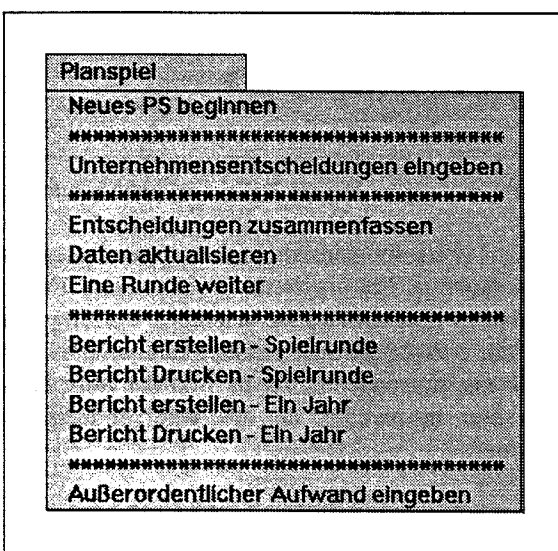 Planspiel
Neues PS beginnen
****************************************
Unternehmensentscheidungen eingeben
****************************************
Entscheidungen zusammenfassen
Daten aktualisieren
Eine Runde weiter
****************************************
Bericht erstellen - Spielrunde
Bericht Drucken - Spielrunde
Bericht erstellen - Ein Jahr
Bericht Drucken - Ein Jahr
****************************************
Außerordentlicher Aufwand eingeben